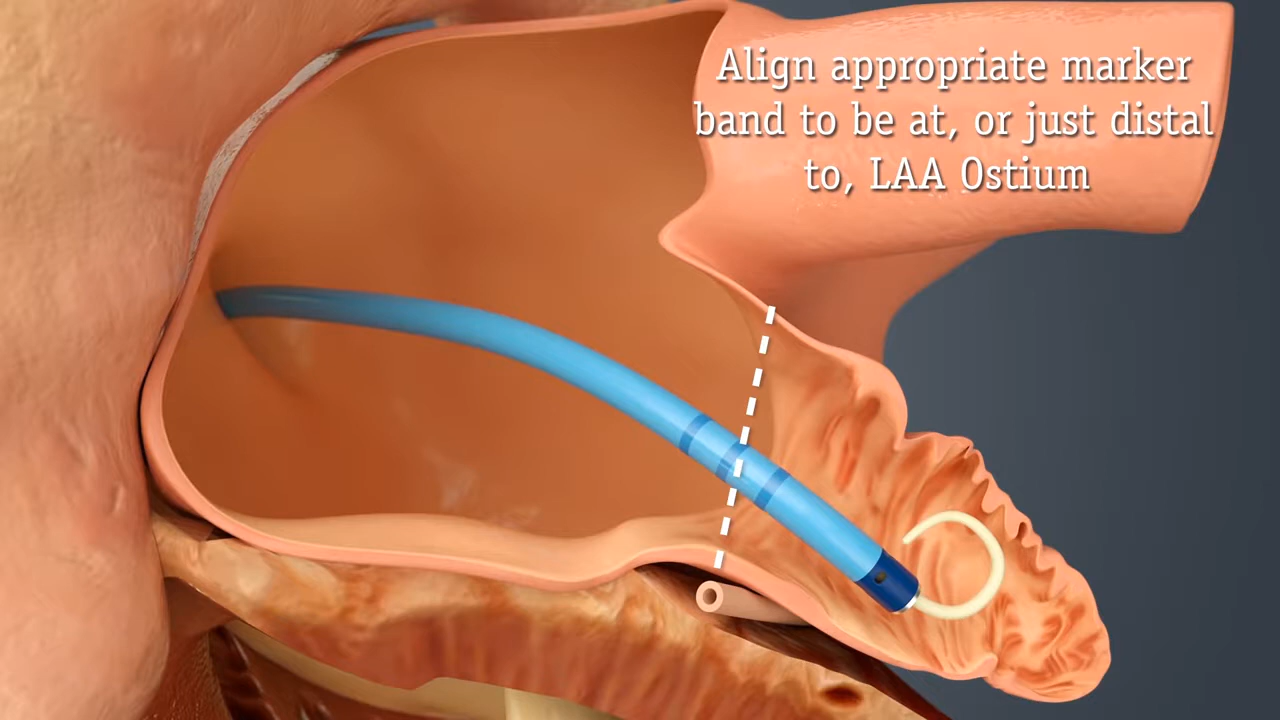 Align appropriate marker
band to be at, or just distal
to, LAA Ostium